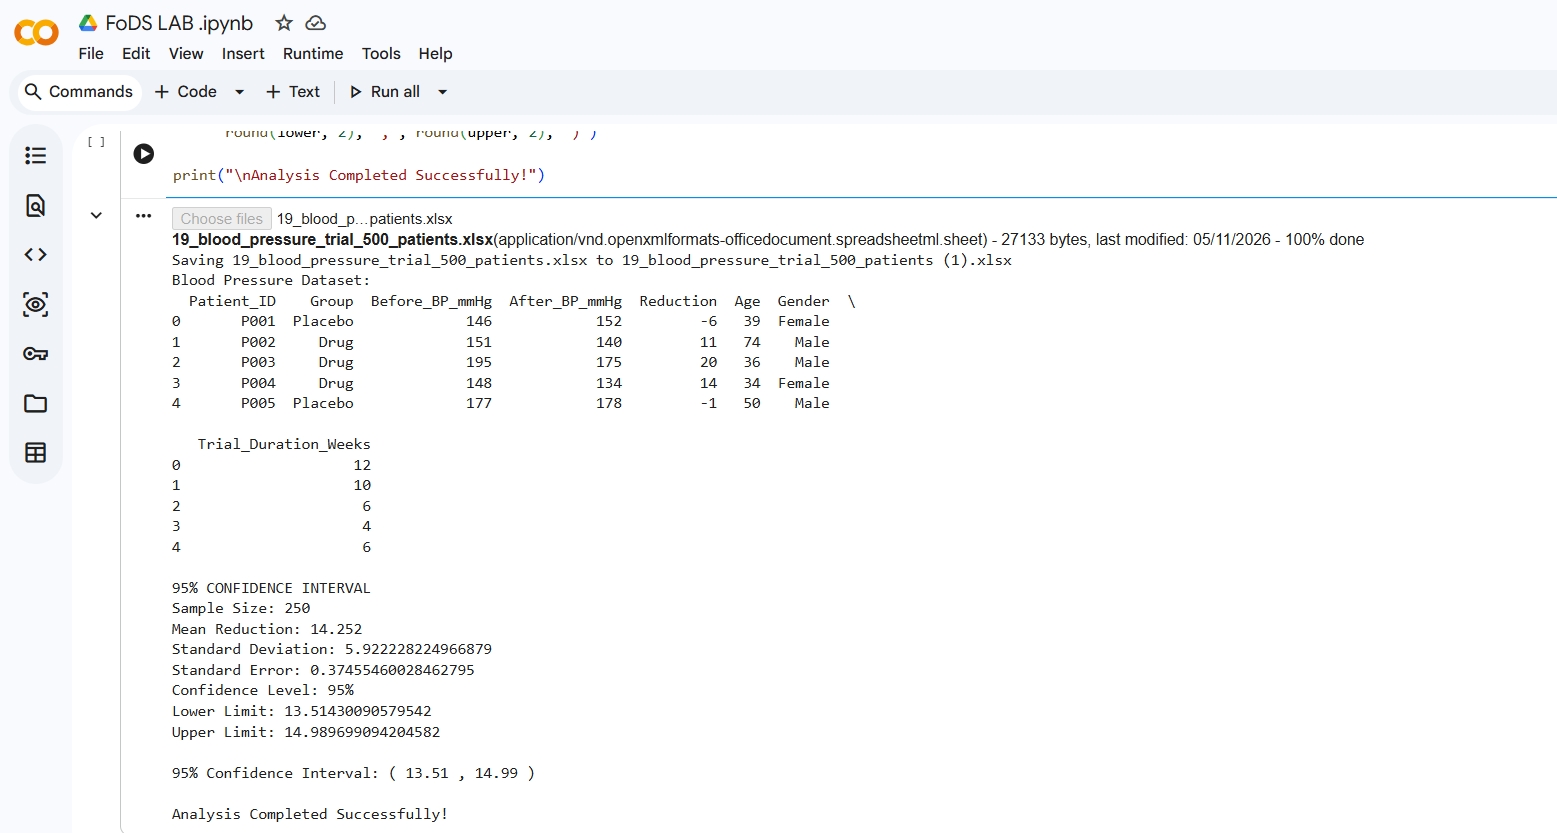 FoDS LAB .ipynb
File Edit View Insert Runtime Tools Help
Commands + Code + Text Run all
[ ]
round(lower, 2), " , ", round(upper, 2), " ) )
print("\nAnalysis Completed Successfully!")
Choose files 19_blood_p...patients.xlsx
19_blood_pressure_trial_500_patients.xlsx(application/vnd.openxmlformats-officedocument.spreadsheetml.sheet) - 27133 bytes, last modified: 05/11/2026 - 100% done
Saving 19_blood_pressure_trial_500_patients.xlsx to 19_blood_pressure_trial_500_patients (1).xlsx
Blood Pressure Dataset:
  Patient_ID    Group  Before_BP_mmHg  After_BP_mmHg  Reduction  Age  Gender  \
0       P001  Placebo             146            152         -6   39  Female
1       P002     Drug             151            140         11   74    Male
2       P003     Drug             195            175         20   36    Male
3       P004     Drug             148            134         14   34  Female
4       P005  Placebo             177            178         -1   50    Male
   Trial_Duration_Weeks
0                    12
1                    10
2                     6
3                     4
4                     6
95% CONFIDENCE INTERVAL
Sample Size: 250
Mean Reduction: 14.252
Standard Deviation: 5.922228224966879
Standard Error: 0.37455460028462795
Confidence Level: 95%
Lower Limit: 13.51430090579542
Upper Limit: 14.989699094204582
95% Confidence Interval: ( 13.51 , 14.99 )
Analysis Completed Successfully!